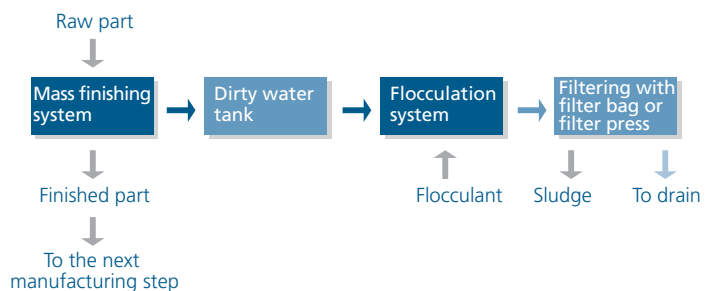 Raw part
Mass finishing
system
Dirty water
tank
Flocculation
system
Filtering with
filter bag or
filter press
Finished part
Flocculant
Sludge
To drain
To the next
manufacturing step